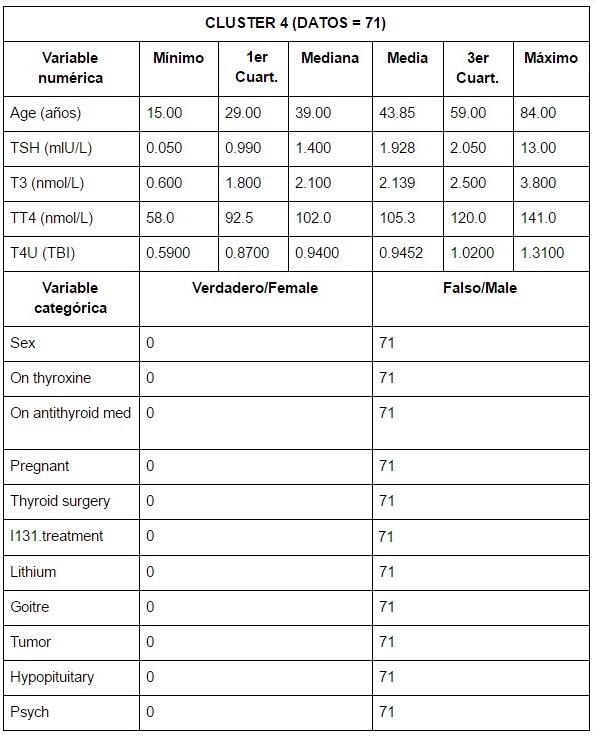 CLUSTER 4 (DATOS = 71)
Variable numérica Mínimo 1er Cuart. Mediana Media 3er Cuart. Máximo
Age (años) 15.00 29.00 39.00 43.85 59.00 84.00
TSH (mIU/L) 0.050 0.990 1.400 1.928 2.050 13.00
T3 (nmol/L) 0.600 1.800 2.100 2.139 2.500 3.800
TT4 (nmol/L) 58.0 92.5 102.0 105.3 120.0 141.0
T4U (TBI) 0.5900 0.8700 0.9400 0.9452 1.0200 1.3100
Variable categórica Verdadero/Female Falso/Male
Sex 0 71
On thyroxine 0 71
On antithyroid med 0 71
Pregnant 0 71
Thyroid surgery 0 71
I131.treatment 0 71
Lithium 0 71
Goitre 0 71
Tumor 0 71
Hypopituitary 0 71
Psych 0 71